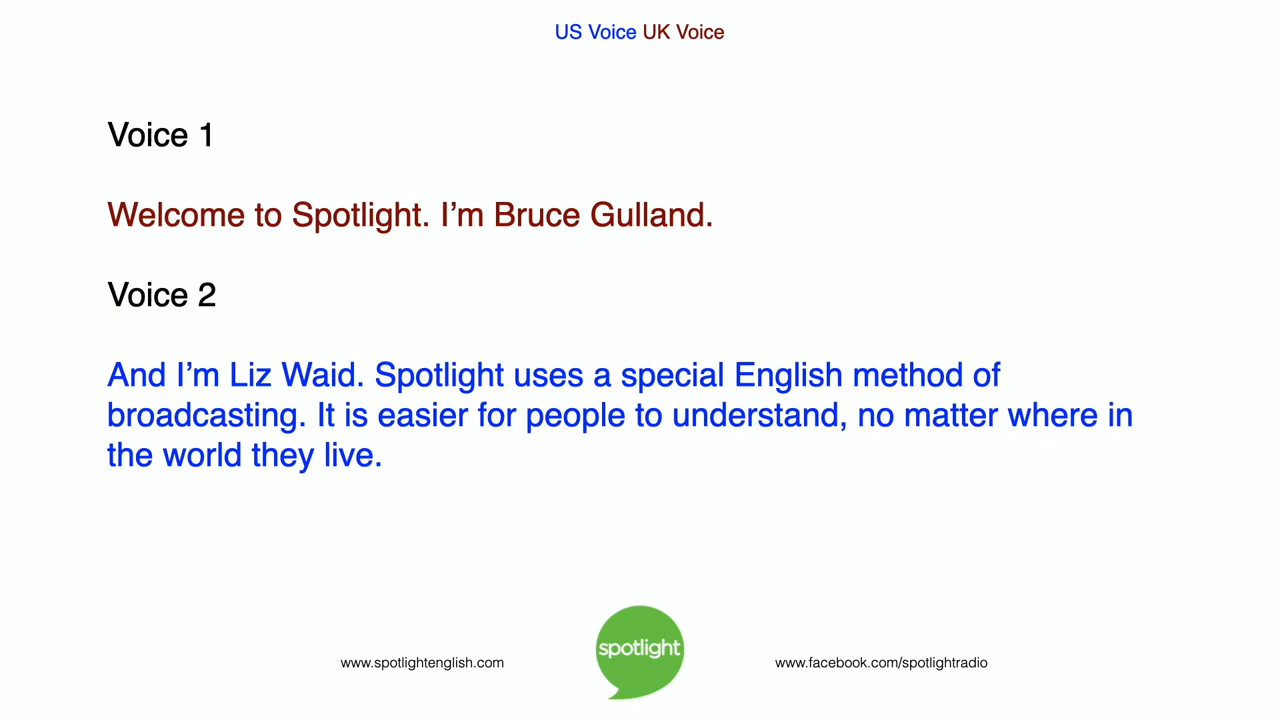 US Voice UK Voice
Voice 1
Welcome to Spotlight. I’m Bruce Gulland.
Voice 2
And I’m Liz Waid. Spotlight uses a special English method of
broadcasting. It is easier for people to understand, no matter where in
the world they live.
www.spotlightenglish.com
spotlight
www.facebook.com/spotlightradio